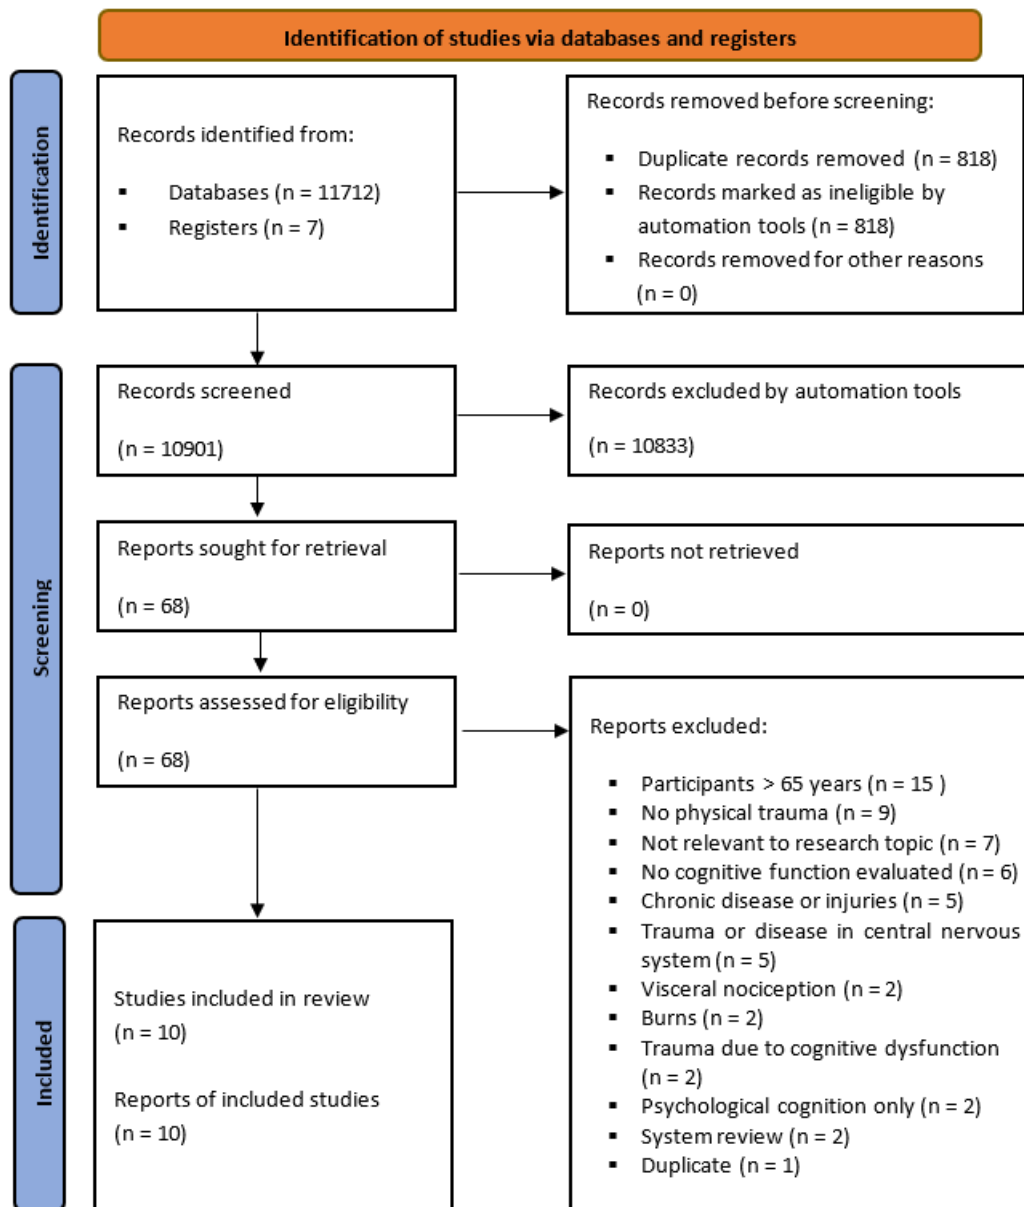 Identification of studies via databases and registers
Identification
Records identified from:
▪ Databases (n = 11712)
▪ Registers (n = 7)
Records removed before screening:
▪ Duplicate records removed (n = 818)
▪ Records marked as ineligible by
automation tools (n = 818)
▪ Records removed for other reasons
(n = 0)
Screening
Records screened
(n = 10901)
Records excluded by automation tools
(n = 10833)
Reports sought for retrieval
(n = 68)
Reports not retrieved
(n = 0)
Reports assessed for eligibility
(n = 68)
Reports excluded:
▪ Participants > 65 years (n = 15 )
▪ No physical trauma (n = 9)
▪ Not relevant to research topic (n = 7)
▪ No cognitive function evaluated (n = 6)
▪ Chronic disease or injuries (n = 5)
▪ Trauma or disease in central nervous
system (n = 5)
▪ Visceral nociception (n = 2)
▪ Burns (n = 2)
▪ Trauma due to cognitive dysfunction
(n = 2)
▪ Psychological cognition only (n = 2)
▪ System review (n = 2)
▪ Duplicate (n = 1)
Included
Studies included in review
(n = 10)
Reports of included studies
(n = 10)